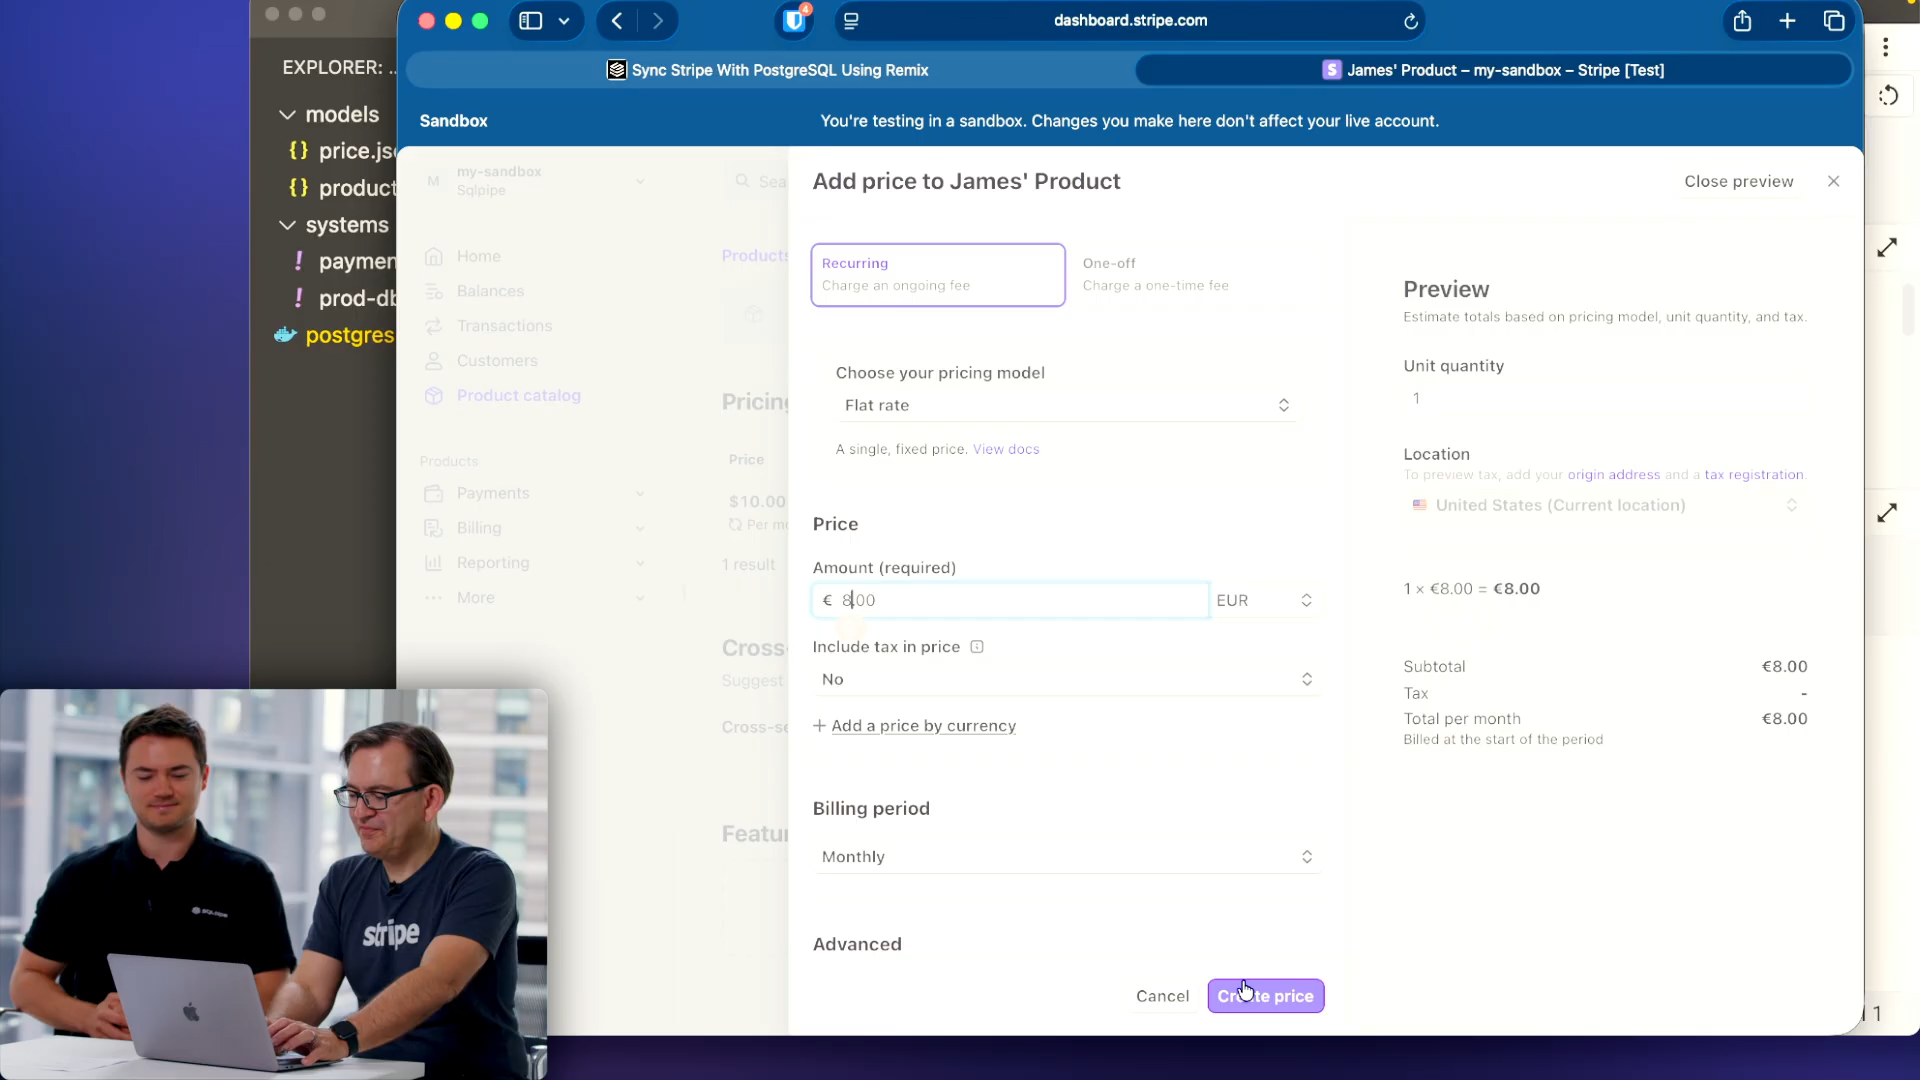 dashboard.stripe.com
4
EXPLORER: ..
Sync Stripe With PostgreSQL Using Remix
S James' Product – my-sandbox – Stripe [Test]
Sandbox
You're testing in a sandbox. Changes you make here don't affect your live account.
models
{} price.js
{} product
systems
! paymen
! prod-db
postgres
M my-sandbox
Sqlpipe
Sea
Home
Balances
Transactions
Customers
Product catalog
Products
Payments
Billing
Reporting
More
Products
Pricing
Price
$10.00
Per mo
1 result
Cross-
Suggest
Cross-se
Featu
Add price to James' Product
Close preview
Recurring
Charge an ongoing fee
One-off
Charge a one-time fee
Choose your pricing model
Flat rate
A single, fixed price. View docs
Price
Amount (required)
€ 8.00
EUR
Include tax in price
No
+ Add a price by currency
Billing period
Monthly
Advanced
Cancel
Create price
Preview
Estimate totals based on pricing model, unit quantity, and tax.
Unit quantity
1
Location
To preview tax, add your origin address and a tax registration.
United States (Current location)
1 × €8.00 = €8.00
Subtotal €8.00
Tax -
Total per month €8.00
Billed at the start of the period
1
stripe